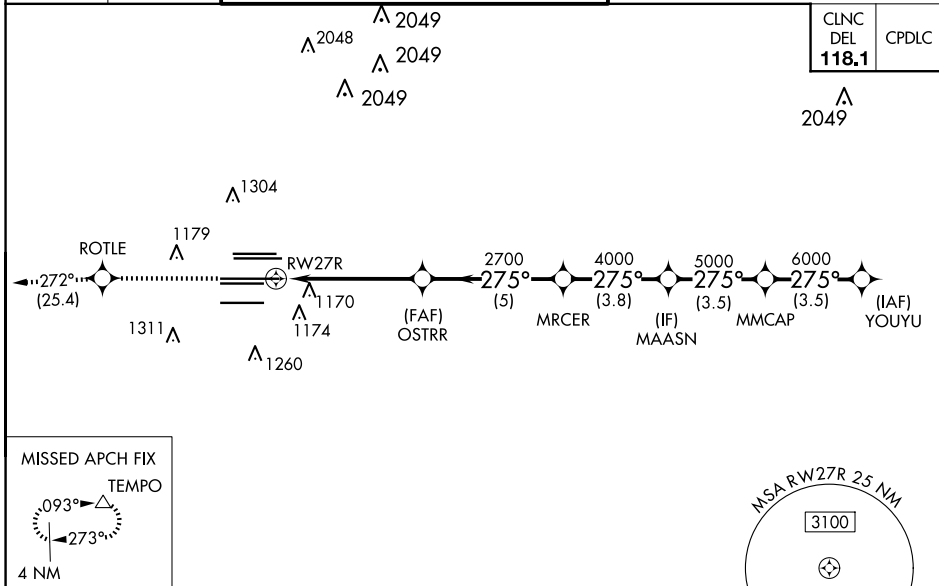 CLNC
DEL
118.1
CPDLC
2049
2048
2049
2049
2049
1304
1179
ROTLE
272°
(25.4)
RW27R
1170
1174
1311
1260
(FAF)
OSTRR
2700
275°
(5)
MRCER
4000
275°
(3.8)
(IF)
MAASN
5000
275°
(3.5)
MMCAP
6000
275°
(3.5)
(IAF)
YOUYU
MISSED APCH FIX
TEMPO
093°
273°
4 NM
MSA RW27R 25 NM
3100